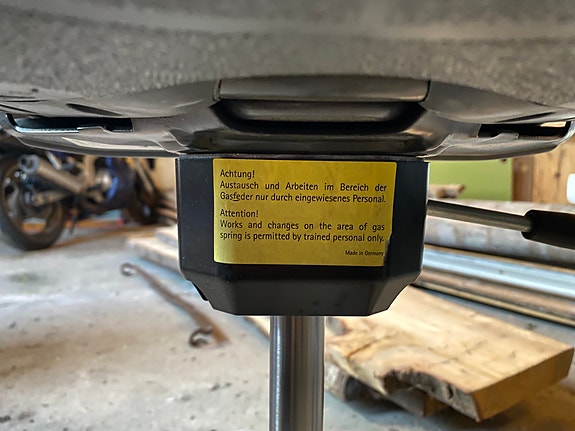 Achtung!
Austausch und Arbeiten im Bereich der
Gasfeder nur durch eingewiesenes Personal.
Attention!
Works and changes on the area of gas
spring is permitted by trained personal only.
Made in Germany